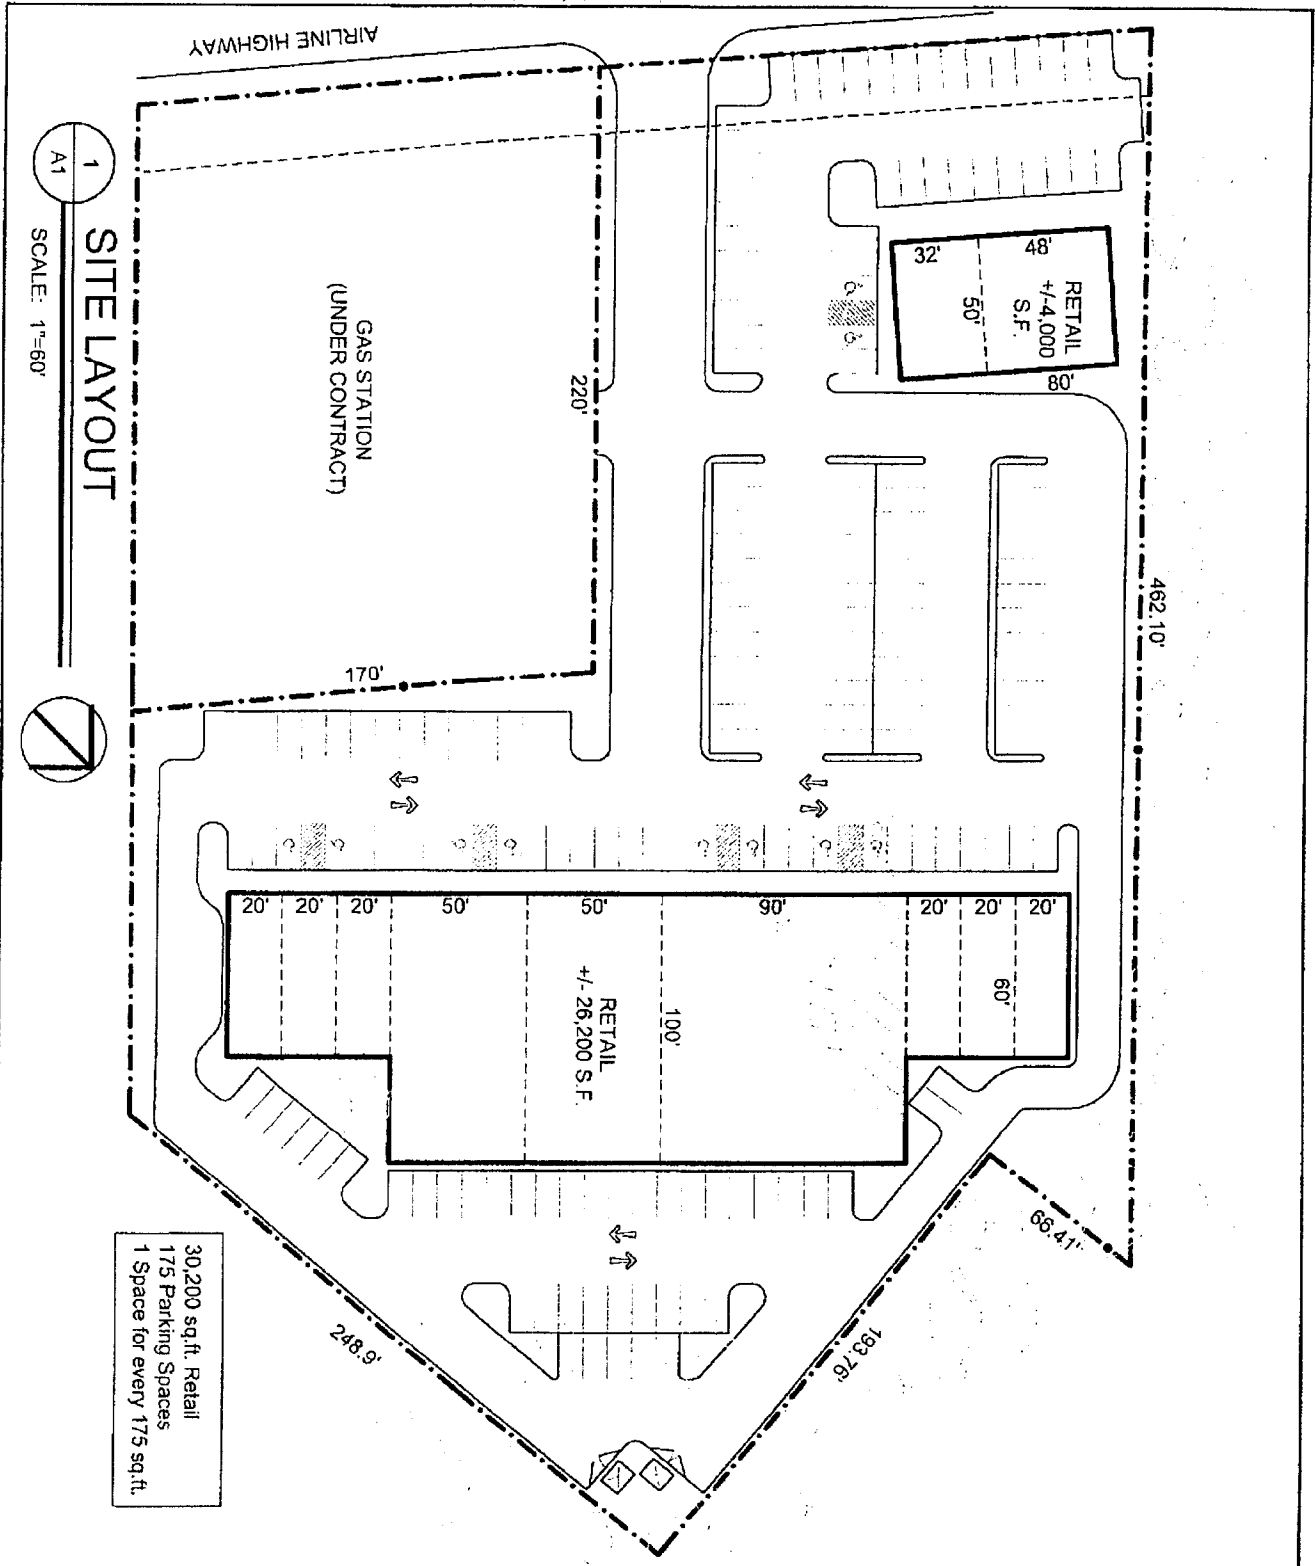 AIRLINE HIGHWAY
1
A1
SITE LAYOUT
SCALE: 1"=60'
GAS STATION
(UNDER CONTRACT)
220'
170'
RETAIL
+/-4,000
S.F.
32'
48'
50'
80'
462.10'
20'
20'
20'
50'
50'
90'
20'
20'
20'
60'
100'
RETAIL
+/- 26,200 S.F.
66.41'
193.76'
248.9'
30,200 sq.ft. Retail
175 Parking Spaces
1 Space for every 175 sq.ft.